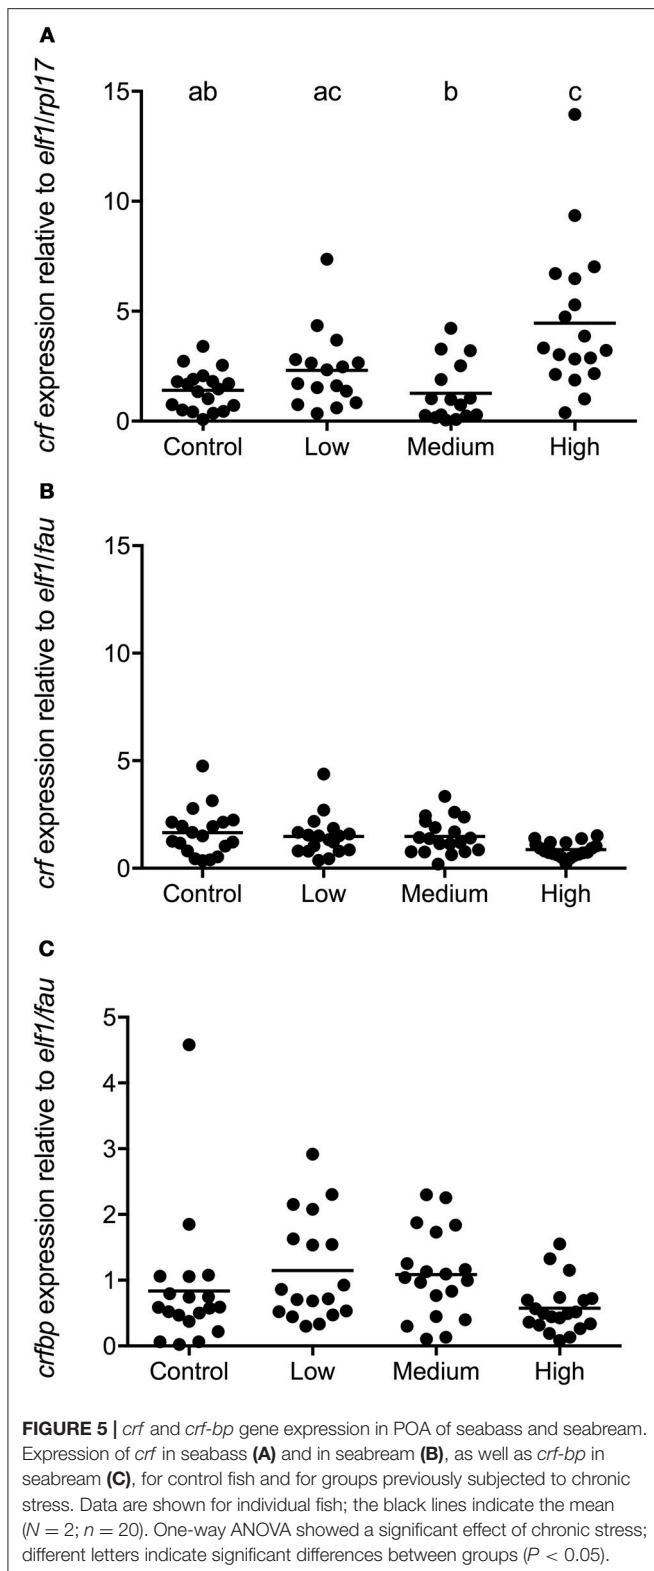 A
crf expression relative to elf1/rpl17
15
10
5
0
ab
ac
b
c
Control
Low
Medium
High
B
crf expression relative to elf1/fau
15
10
5
0
Control
Low
Medium
High
C
crfbp expression relative to elf1/fau
5
4
3
2
1
0
Control
Low
Medium
High
FIGURE 5 | crf and crf-bp gene expression in POA of seabass and seabream.
Expression of crf in seabass (A) and in seabream (B), as well as crf-bp in
seabream (C), for control fish and for groups previously subjected to chronic
stress. Data are shown for individual fish; the black lines indicate the mean
(N = 2; n = 20). One-way ANOVA showed a significant effect of chronic stress;
different letters indicate significant differences between groups (P < 0.05).